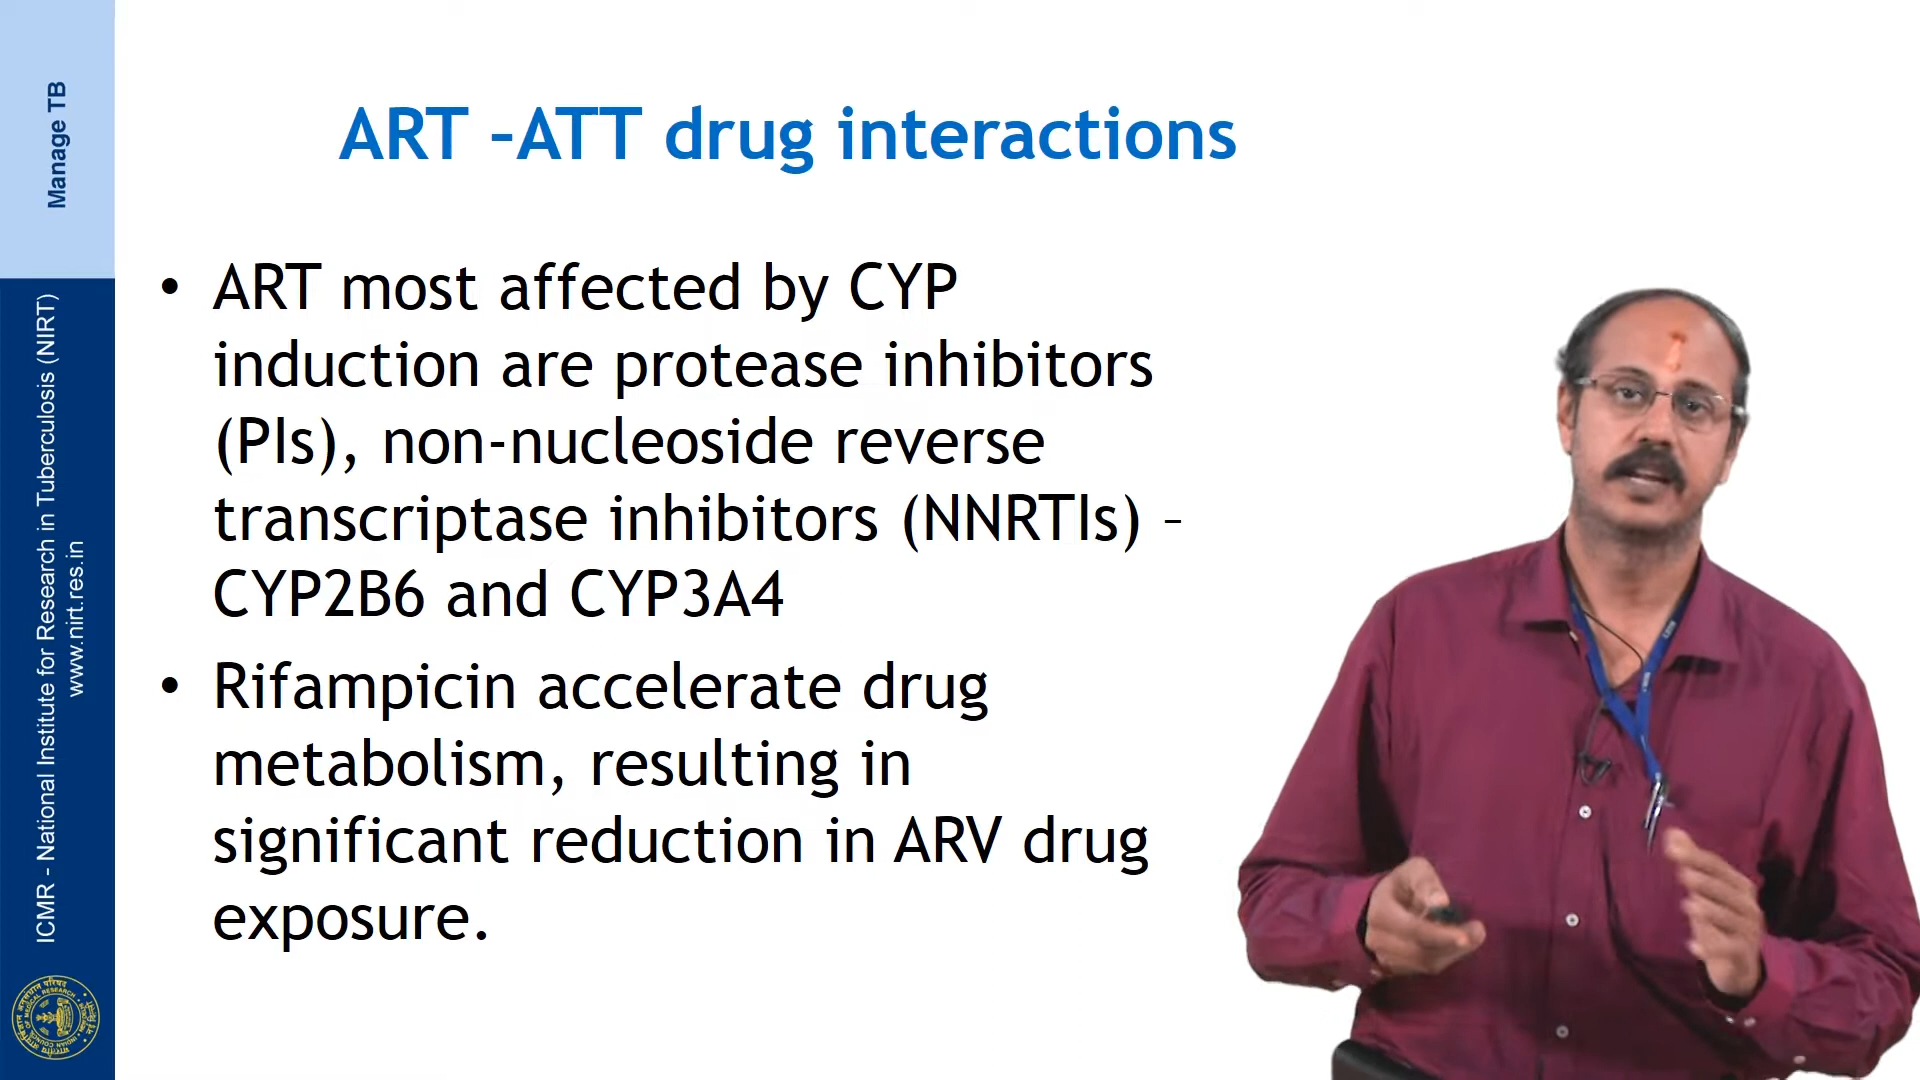 Manage TB
ICMR - National Institute for Research in Tuberculosis (NIRT)
www.nirt.res.in
ART –ATT drug interactions
• ART most affected by CYP
induction are protease inhibitors
(PIs), non-nucleoside reverse
transcriptase inhibitors (NNRTIs) –
CYP2B6 and CYP3A4
• Rifampicin accelerate drug
metabolism, resulting in
significant reduction in ARV drug
exposure.